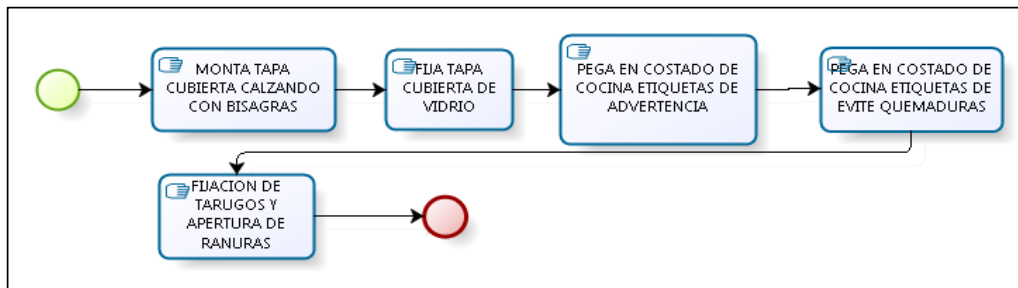 MONTA TAPA
CUBIERTA CALZANDO
CON BISAGRAS
FIJA TAPA
CUBIERTA DE
VIDRIO
PEGA EN COSTADO DE
COCINA ETIQUETAS DE
ADVERTENCIA
PEGA EN COSTADO DE
COCINA ETIQUETAS DE
EVITE QUEMADURAS
FIJACION DE
TARUGOS Y
APERTURA DE
RANURAS